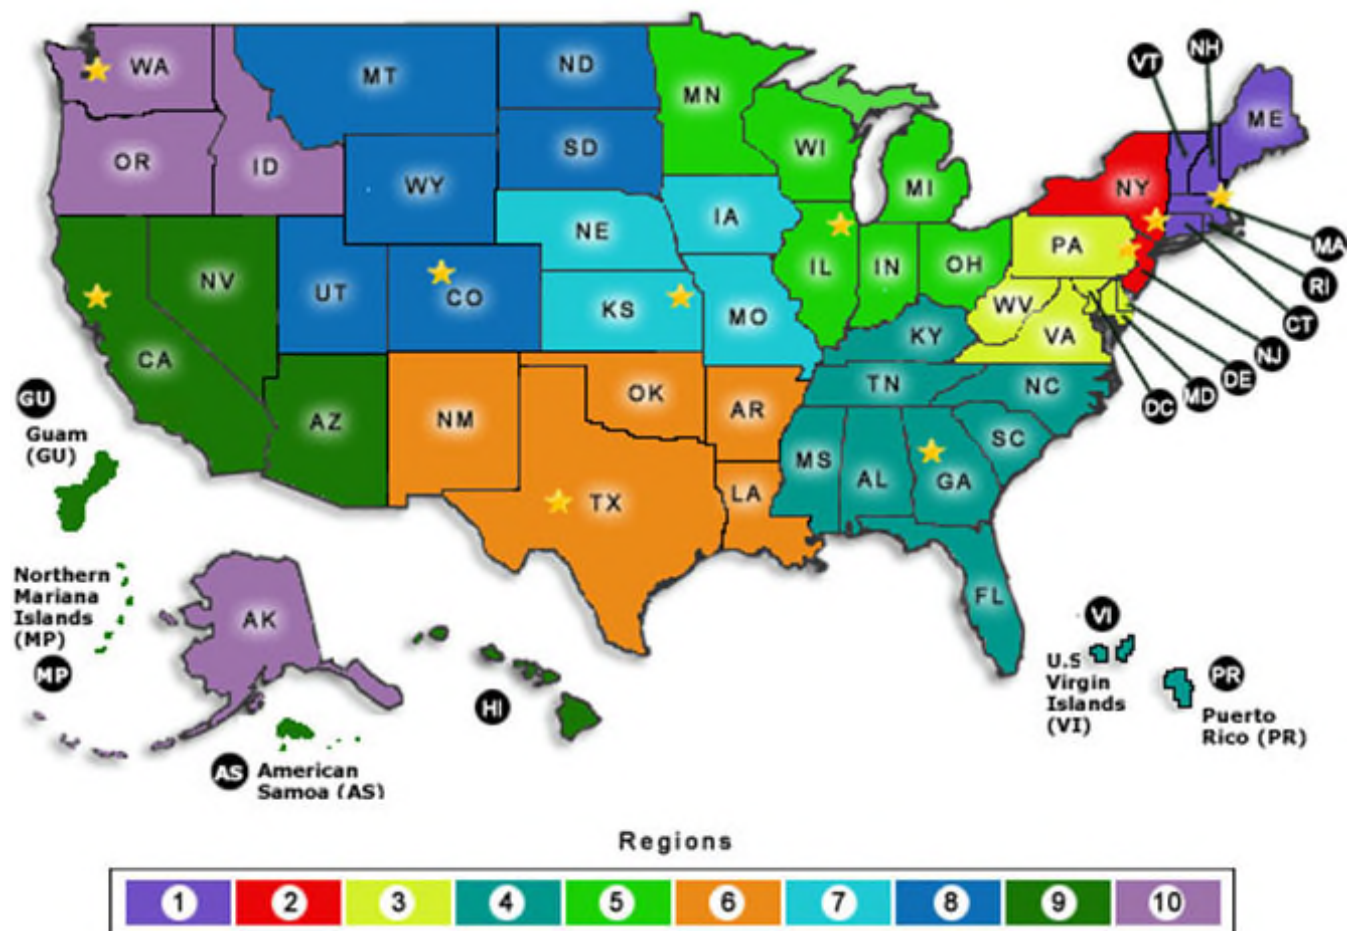 NH
VT
WA
MT
ND
MN
ME
OR
ID
SD
WI
NY
WY
MI
IA
MA
NE
PA
NV
UT
CO
IL
IN
OH
RI
KS
MO
WV
CT
CA
KY
VA
NJ
TN
NC
DE
MD
DC
GU
AZ
NM
OK
AR
Guam
(GU)
SC
MS
AL
GA
LA
TX
Northern
Mariana
Islands
(MP)
AK
FL
VI
MP
HI
U.S
Virgin
Islands
(VI)
PR
Puerto
Rico (PR)
AS
American
Samoa (AS)
Regions
1 2 3 4 5 6 7 8 9 10